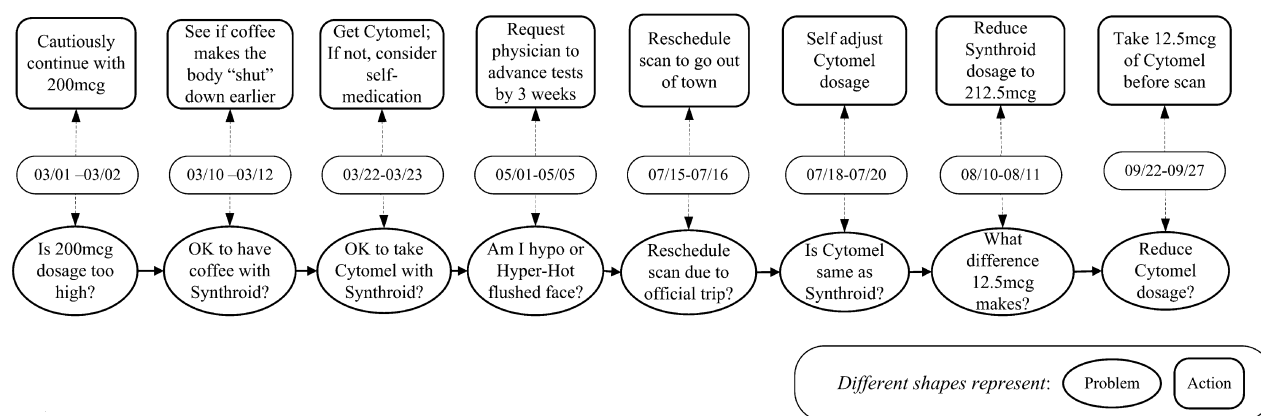 Cautiously
continue with
200mcg
See if coffee
makes the
body “shut”
down earlier
Get Cytomel;
If not, consider
self-
medication
Request
physician to
advance tests
by 3 weeks
Reschedule
scan to go out
of town
Self adjust
Cytomel
dosage
Reduce
Synthroid
dosage to
212.5mcg
Take 12.5mcg
of Cytomel
before scan
03/01 –03/02
03/10 –03/12
03/22-03/23
05/01-05/05
07/15-07/16
07/18-07/20
08/10-08/11
09/22-09/27
Is 200mcg
dosage too
high?
OK to have
coffee with
Synthroid?
OK to take
Cytomel with
Synthroid?
Am I hypo or
Hyper-Hot
flushed face?
Reschedule
scan due to
official trip?
Is Cytomel
same as
Synthroid?
What
difference
12.5mcg
makes?
Reduce
Cytomel
dosage?
Different shapes represent:
Problem
Action